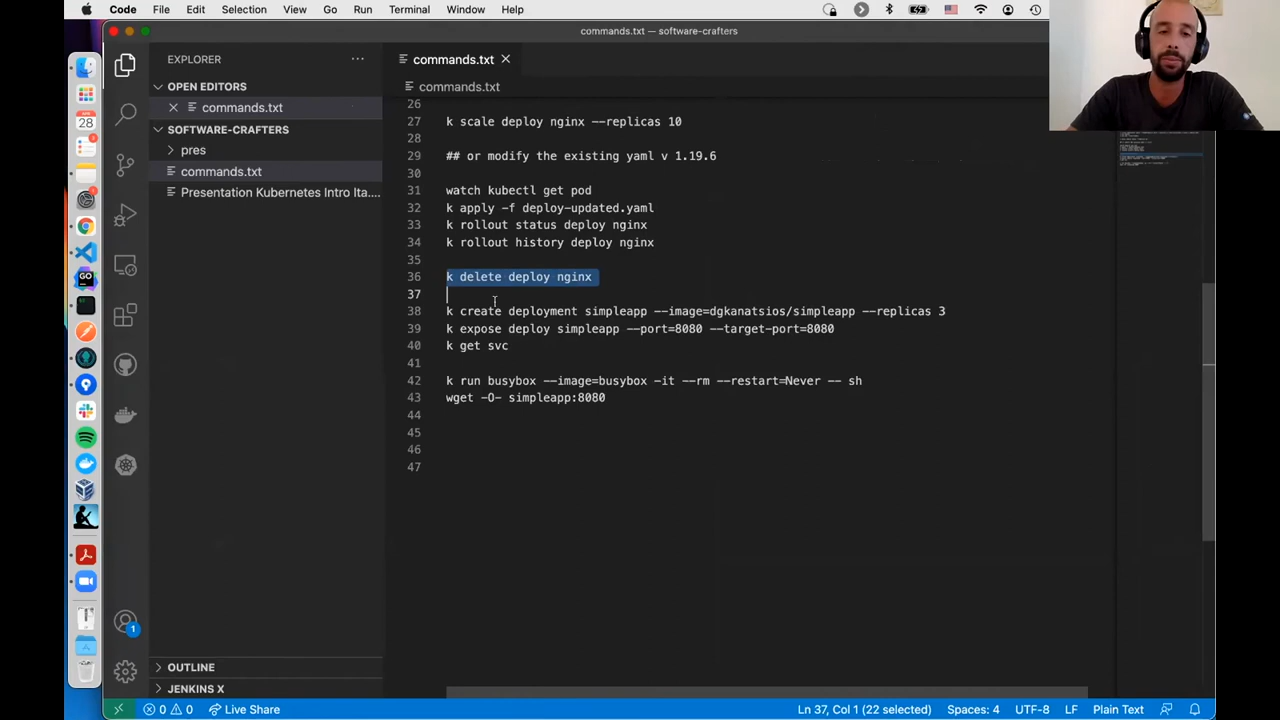 Code File Edit Selection View Go Run Terminal Window Help
commands.txt — software-crafters
APR
28
EXPLORER
OPEN EDITORS
commands.txt
SOFTWARE-CRAFTERS
pres
commands.txt
Presentation Kubernetes Intro Ita....
OUTLINE
JENKINS X
commands.txt
commands.txt
26
27 k scale deploy nginx --replicas 10
28
29 ## or modify the existing yaml v 1.19.6
30
31 watch kubectl get pod
32 k apply -f deploy-updated.yaml
33 k rollout status deploy nginx
34 k rollout history deploy nginx
35
36 k delete deploy nginx
37
38 k create deployment simpleapp --image=dgkanatsios/simpleapp --replicas 3
39 k expose deploy simpleapp --port=8080 --target-port=8080
40 k get svc
41
42 k run busybox --image=busybox -it --rm --restart=Never -- sh
43 wget -O- simpleapp:8080
44
45
46
47
GO
1
0 0 Live Share Ln 37, Col 1 (22 selected) Spaces: 4 UTF-8 LF Plain Text